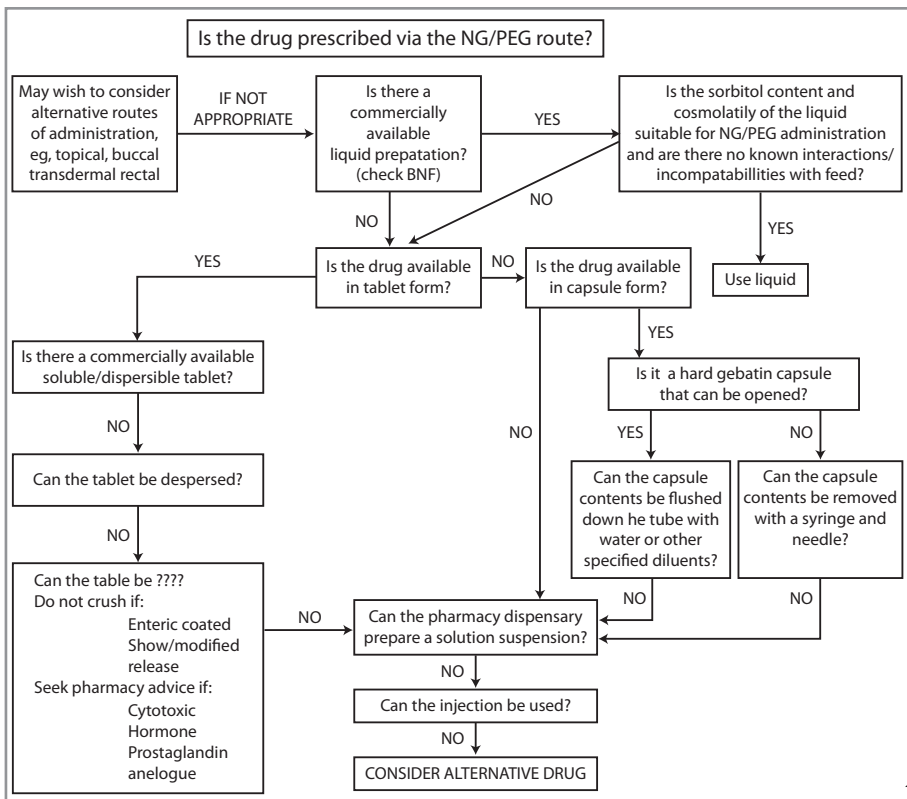 Is the drug prescribed via the NG/PEG route?
May wish to consider
alternative routes
of administration,
eg, topical, buccal
transdermal rectal
IF NOT
APPROPRIATE
Is there a
commercially
available
liquid prepatation?
(check BNF)
YES
Is the sorbitol content and
cosmolatily of the liquid
suitable for NG/PEG administration
and are there no known interactions/
incompatabillities with feed?
NO
NO
YES
Use liquid
YES
Is the drug available
in tablet form?
NO
Is the drug available
in capsule form?
YES
Is there a commercially available
soluble/dispersible tablet?
Is it a hard gebatin capsule
that can be opened?
NO
NO
YES
NO
Can the tablet be despersed?
Can the capsule
contents be flushed
down he tube with
water or other
specified diluents?
Can the capsule
contents be removed
with a syringe and
needle?
NO
NO
NO
Can the table be ????
Do not crush if:
Enteric coated
Show/modified
release
Seek pharmacy advice if:
Cytotoxic
Hormone
Prostaglandin
anelogue
NO
Can the pharmacy dispensary
prepare a solution suspension?
NO
Can the injection be used?
NO
CONSIDER ALTERNATIVE DRUG